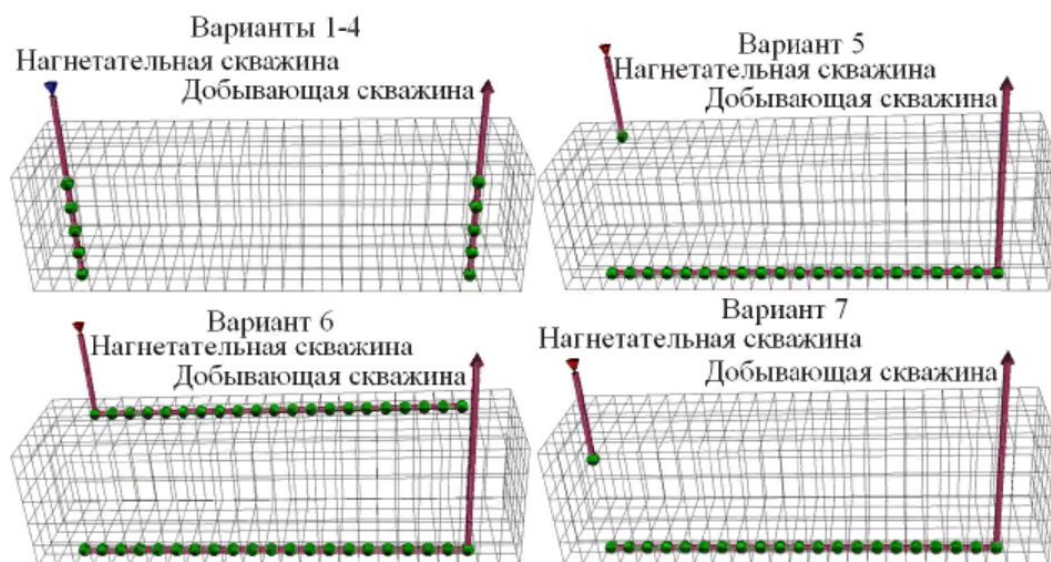 Варианты 1-4
Нагнетательная скважина
Добывающая скважина
Вариант 5
Нагнетательная скважина
Добывающая скважина
Вариант 6
Нагнетательная скважина
Добывающая скважина
Вариант 7
Нагнетательная скважина
Добывающая скважина